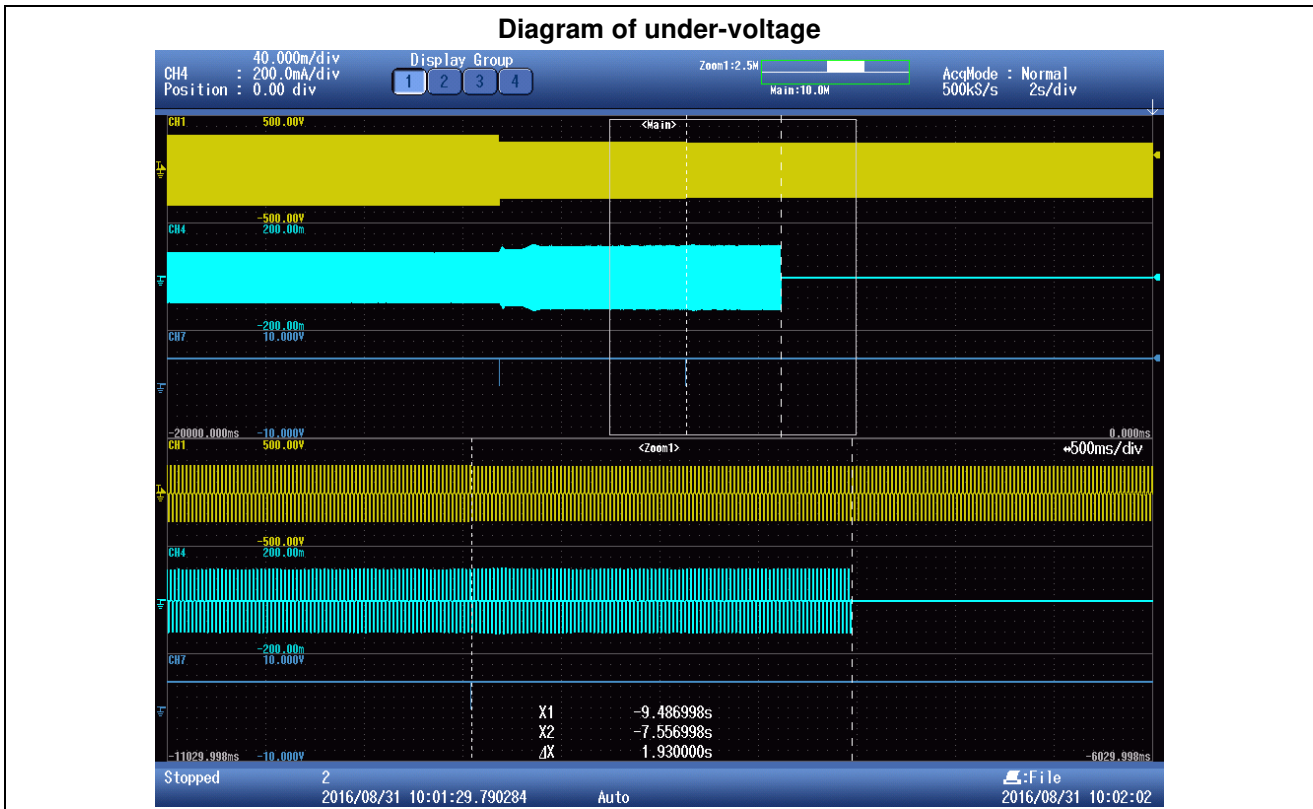 Diagram of under-voltage
40.000m/div
CH4 : 200.0mA/div
Position : 0.00 div
Display Group
1 2 3 4
Zoom1:2.5M
Main:10.0M
AcqMode : Normal
500kS/s 2s/div
CH1 500.00V
<Main>
-500.00V
CH4 200.00m
-200.00m
CH7 10.000V
-20000.000ms -10.000V 0.000ms
CH1 500.00V
<Zoom1>
500ms/div
-500.00V
CH4 200.00m
-200.00m
CH7 10.000V
X1 -9.486998s
X2 -7.556998s
ΔX 1.930000s
-11029.998ms -10.000V -6029.998ms
Stopped 2
:File
2016/08/31 10:01:29.790284 Auto 2016/08/31 10:02:02